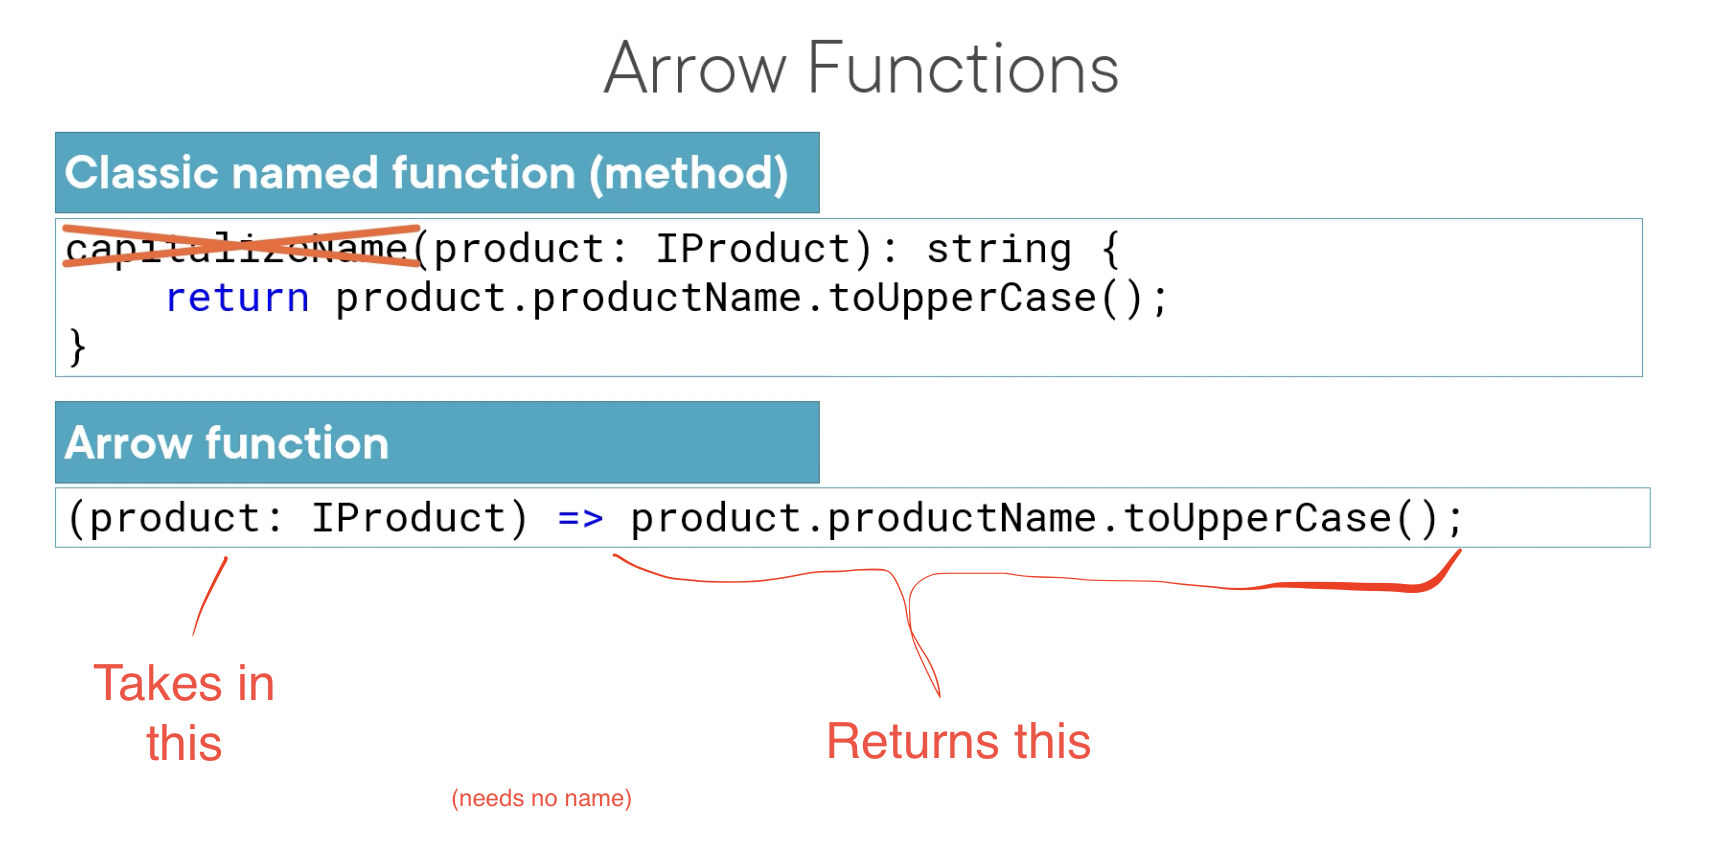 Arrow Functions
Classic named function (method)
capitalizeName(product: IProduct): string {
    return product.productName.toUpperCase();
}
Arrow function
(product: IProduct) => product.productName.toUpperCase();
Takes in
this
Returns this
(needs no name)